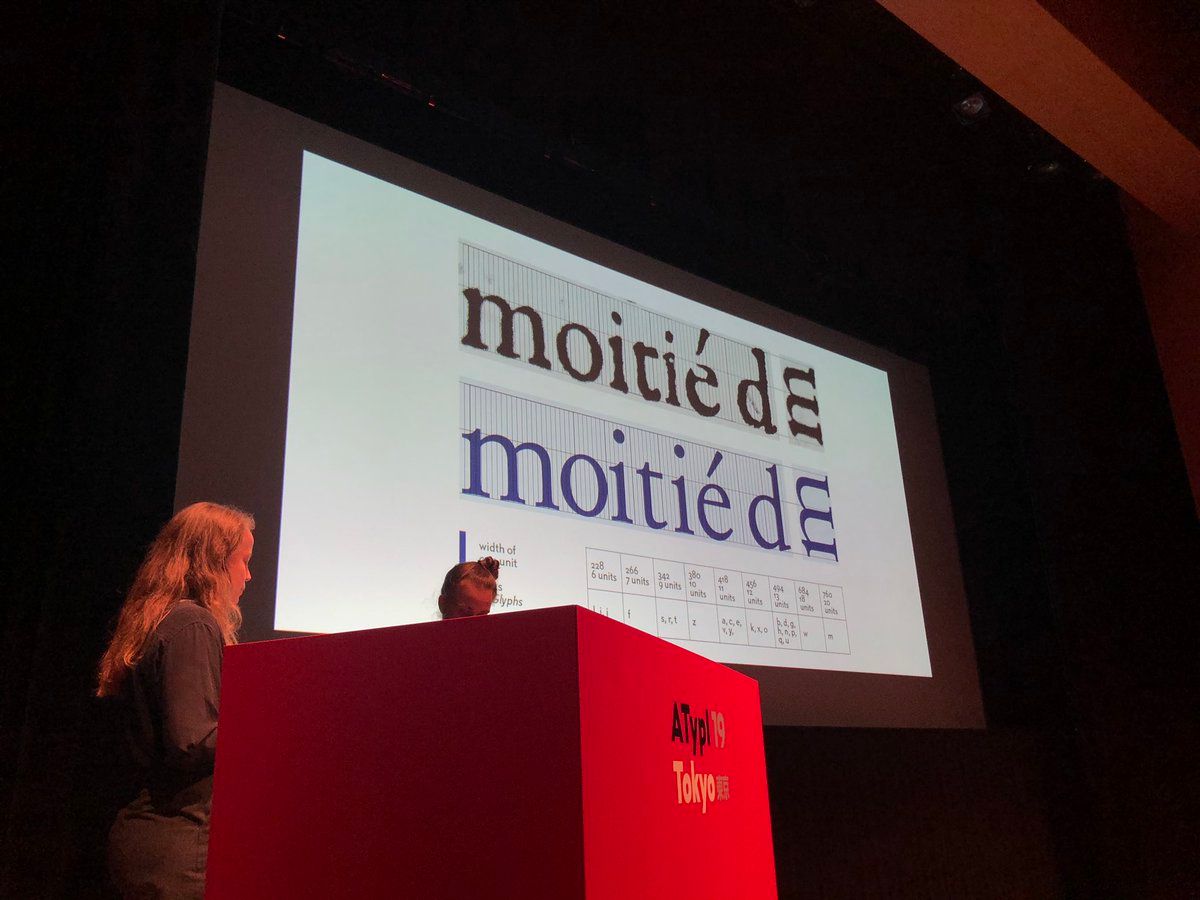 moitié d m
moitié d m
width of
unit
Glyphs
228 266 342 380 418 456 494 684 760
6 units 7 units 9 units 10 units 11 units 12 units 13 units 18 units 20 units
f s, r, t z a, c, e, v, y, k, x, o b, d, g, h, n, p, q, u w m
ATypI 19
Tokyo 東京